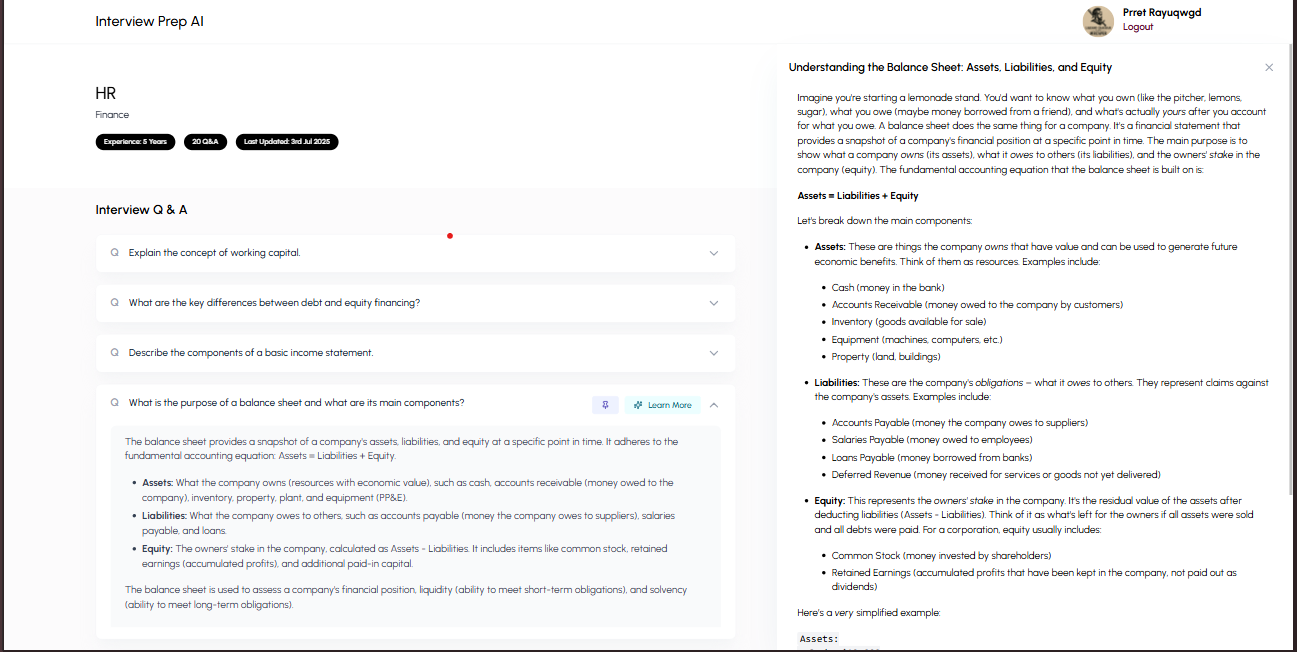 Interview Prep AI
Prret Rayuqwgd
Logout
HR
Finance
Experience: 5 Years
20 Q&A
Last Updated: 3rd Jul 2025
Interview Q & A
Q Explain the concept of working capital.
Q What are the key differences between debt and equity financing?
Q Describe the components of a basic income statement.
Q What is the purpose of a balance sheet and what are its main components?
Learn More
The balance sheet provides a snapshot of a company's assets, liabilities, and equity at a specific point in time. It adheres to the
fundamental accounting equation: Assets = Liabilities + Equity.
• Assets: What the company owns (resources with economic value), such as cash, accounts receivable (money owed to the
company), inventory, property, plant, and equipment (PP&E).
• Liabilities: What the company owes to others, such as accounts payable (money the company owes to suppliers), salaries
payable, and loans.
• Equity: The owners' stake in the company, calculated as Assets - Liabilities. It includes items like common stock, retained
earnings (accumulated profits), and additional paid-in capital.
The balance sheet is used to assess a company's financial position, liquidity (ability to meet short-term obligations), and solvency
(ability to meet long-term obligations).
Understanding the Balance Sheet: Assets, Liabilities, and Equity
Imagine you're starting a lemonade stand. You'd want to know what you own (like the pitcher, lemons,
sugar), what you owe (maybe money borrowed from a friend), and what's actually yours after you account
for what you owe. A balance sheet does the same thing for a company. It's a financial statement that
provides a snapshot of a company's financial position at a specific point in time. The main purpose is to
show what a company owns (its assets), what it owes to others (its liabilities), and the owners' stake in the
company (equity). The fundamental accounting equation that the balance sheet is built on is:
Assets = Liabilities + Equity
Let's break down the main components:
• Assets: These are things the company owns that have value and can be used to generate future
economic benefits. Think of them as resources. Examples include:
• Cash (money in the bank)
• Accounts Receivable (money owed to the company by customers)
• Inventory (goods available for sale)
• Equipment (machines, computers, etc.)
• Property (land, buildings)
• Liabilities: These are the company's obligations – what it owes to others. They represent claims against
the company's assets. Examples include:
• Accounts Payable (money the company owes to suppliers)
• Salaries Payable (money owed to employees)
• Loans Payable (money borrowed from banks)
• Deferred Revenue (money received for services or goods not yet delivered)
• Equity: This represents the owners' stake in the company. It's the residual value of the assets after
deducting liabilities (Assets - Liabilities). Think of it as what's left for the owners if all assets were sold
and all debts were paid. For a corporation, equity usually includes:
• Common Stock (money invested by shareholders)
• Retained Earnings (accumulated profits that have been kept in the company, not paid out as
dividends)
Here's a very simplified example:
Assets: